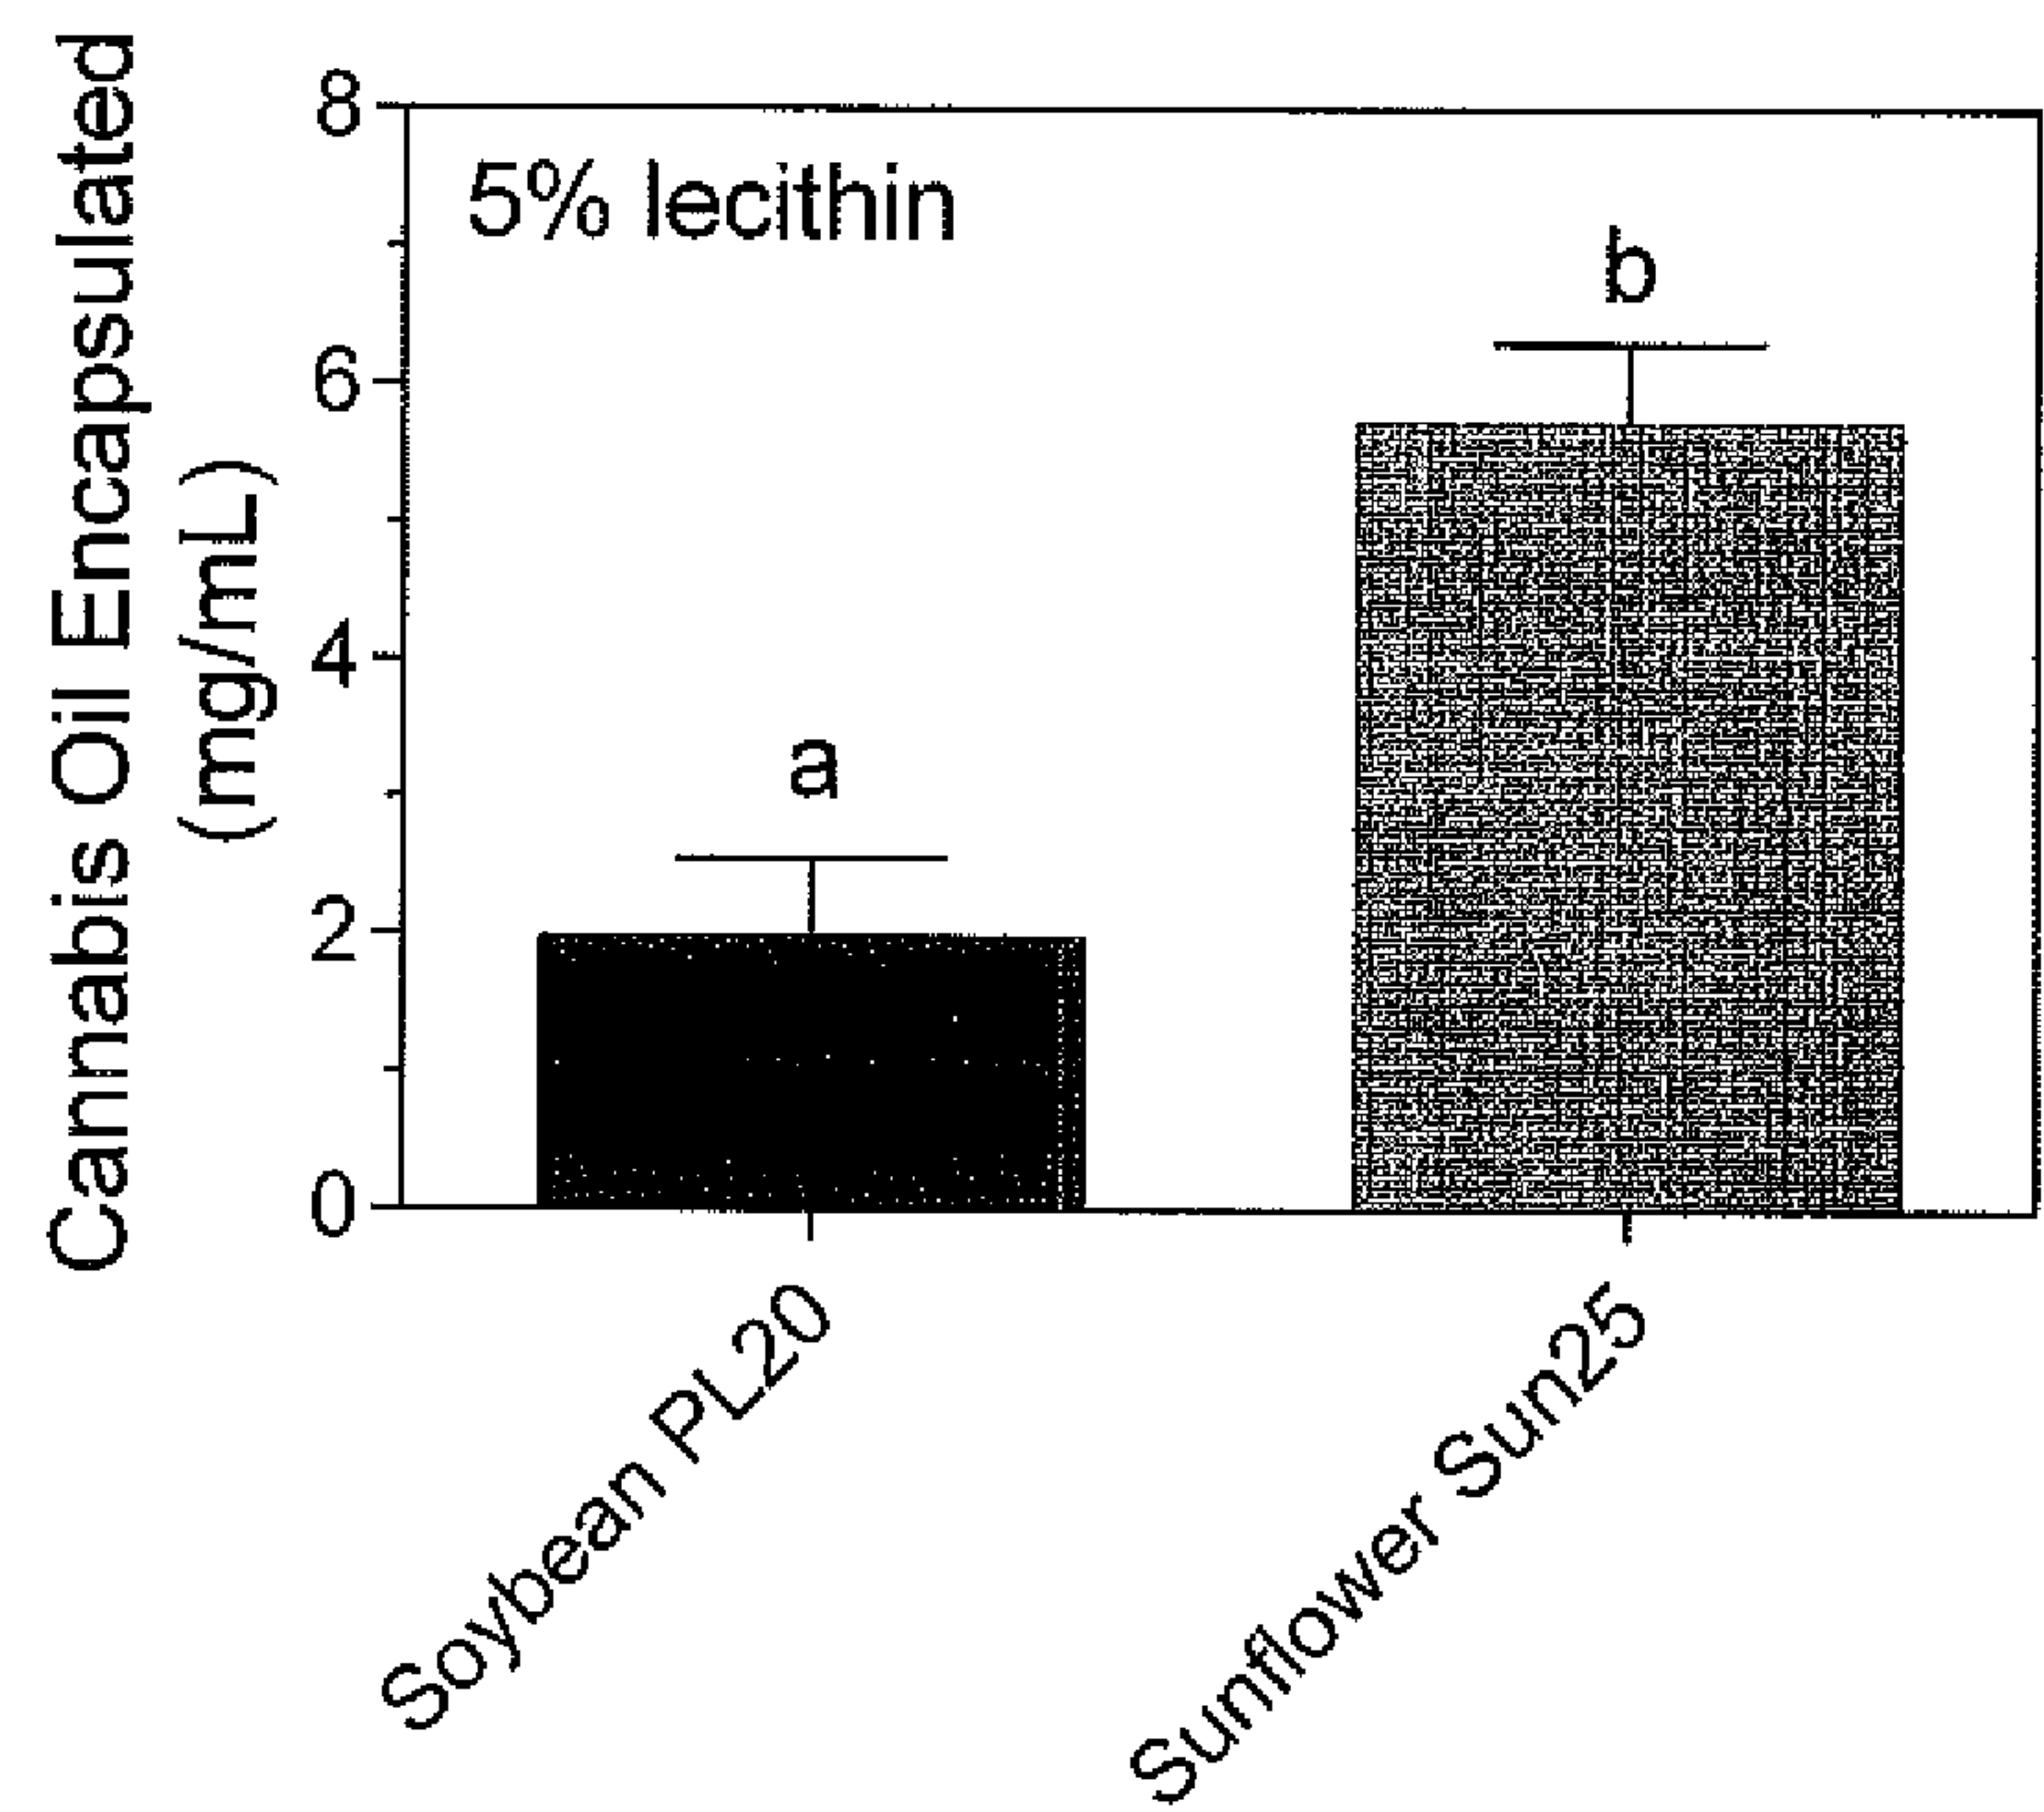 Cannabis Oil Encapsulated
(mg/mL)
8
6
4
2
0
5% lecithin
a
b
Soybean PL20
Sunflower Sun25